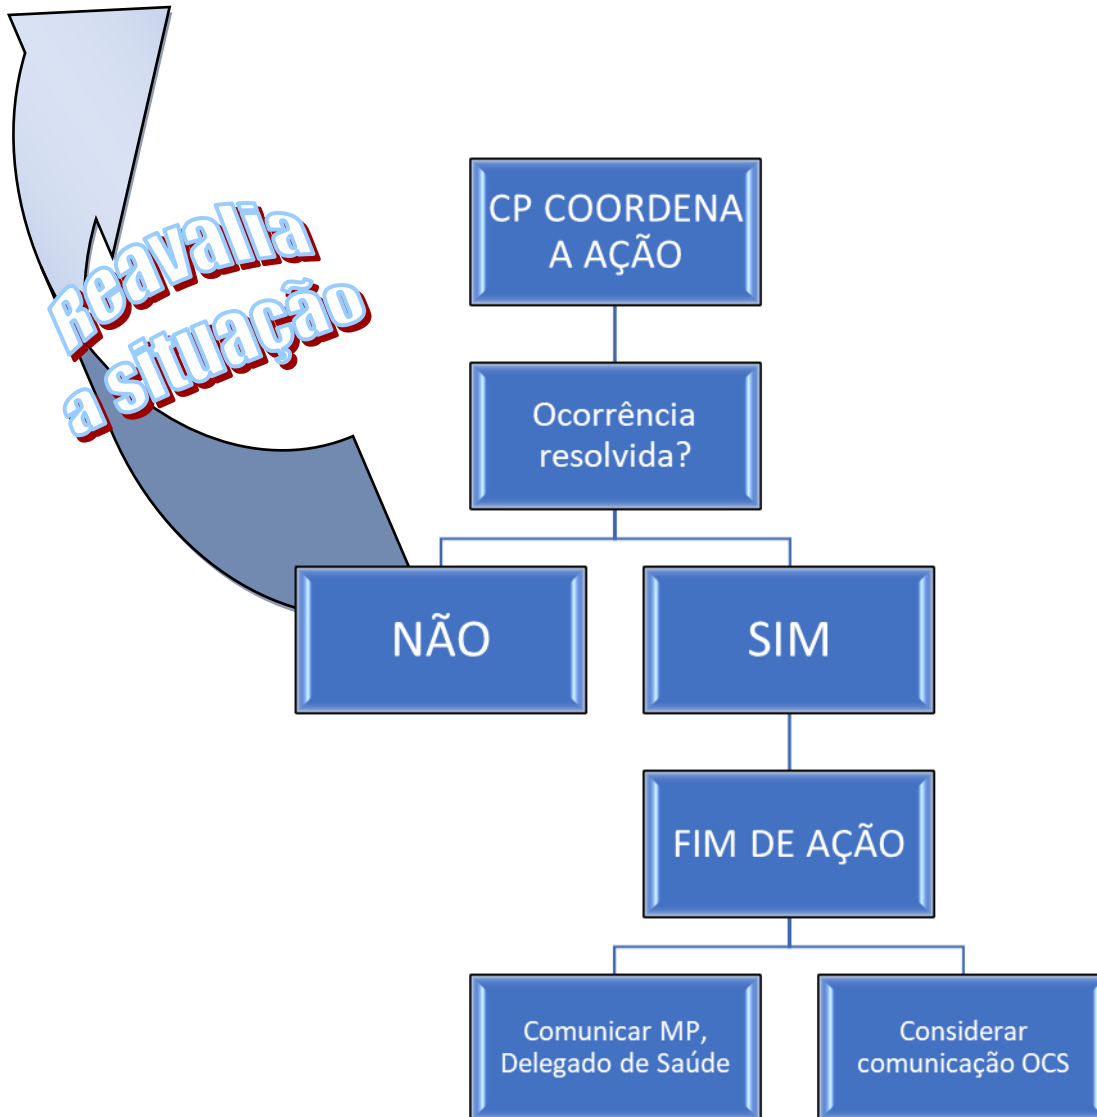 Reavalia
a situação
CP COORDENA
A AÇÃO
Ocorrência
resolvida?
NÃO
SIM
FIM DE AÇÃO
Comunicar MP,
Delegado de Saúde
Considerar
comunicação OCS